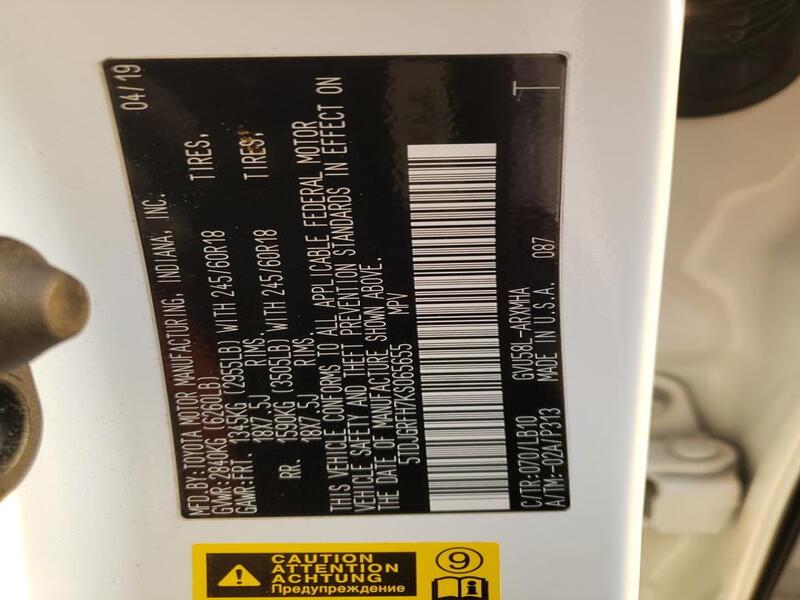 MFD.BY:TOYOTA MOTOR MANUFACTURING, INDIANA, INC. 04/19
GVWR:2840KG (6260LB)
GAWR:FRT. 1345KG (2955LB) WITH 245/60R18 TIRES.
18X7.5J RIMS.
RR. 1590KG (3505LB) WITH 245/60R18 TIRES.
18X7.5J RIMS.
THIS VEHICLE CONFORMS TO ALL APPLICABLE FEDERAL MOTOR
VEHICLE SAFETY AND THEFT PREVENTION STANDARDS IN EFFECT ON
THE DATE OF MANUFACTURE SHOWN ABOVE.
5TDJGRFH7KS065655 MPV
C/TR:070/LB10 GVU58L-ARXMHA
A/TM-02A/P313 MADE IN U.S.A. 087
T
CAUTION
ATTENTION
ACHTUNG
Предупреждение
9